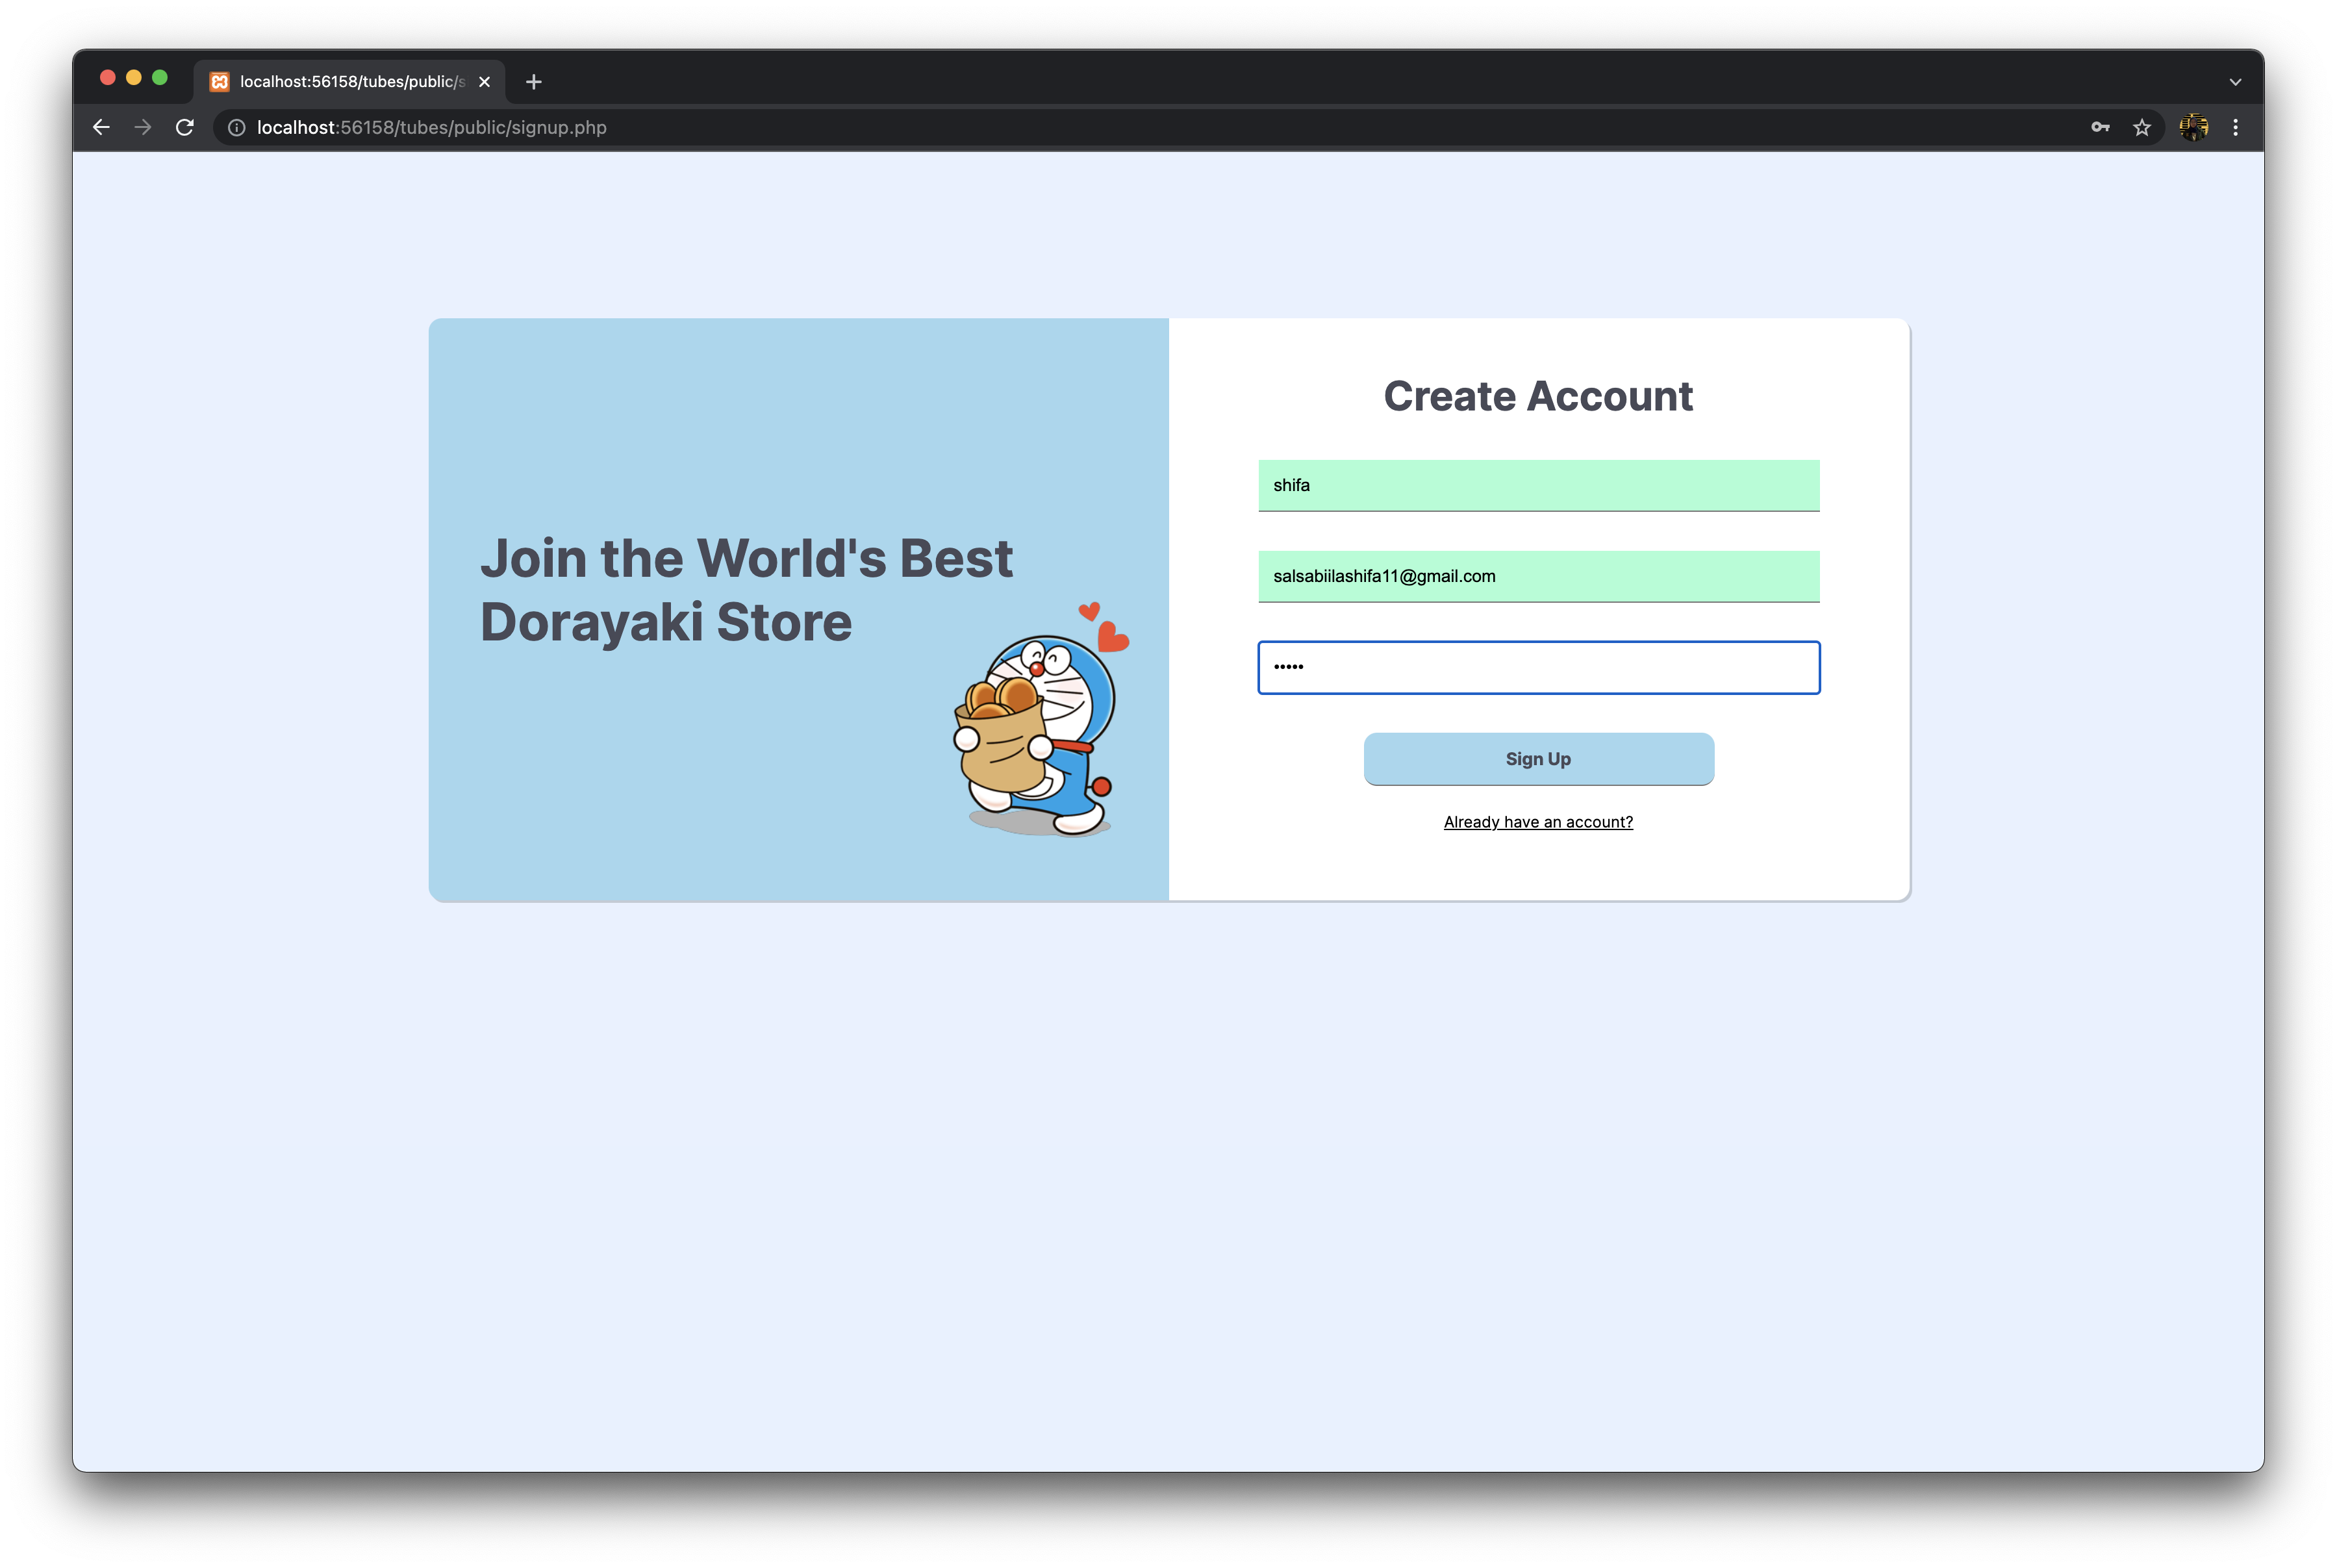 localhost:56158/tubes/public/s
localhost:56158/tubes/public/signup.php
Join the World's Best
Dorayaki Store
Create Account
shifa
salsabiilashifa11@gmail.com
•••••
Sign Up
Already have an account?